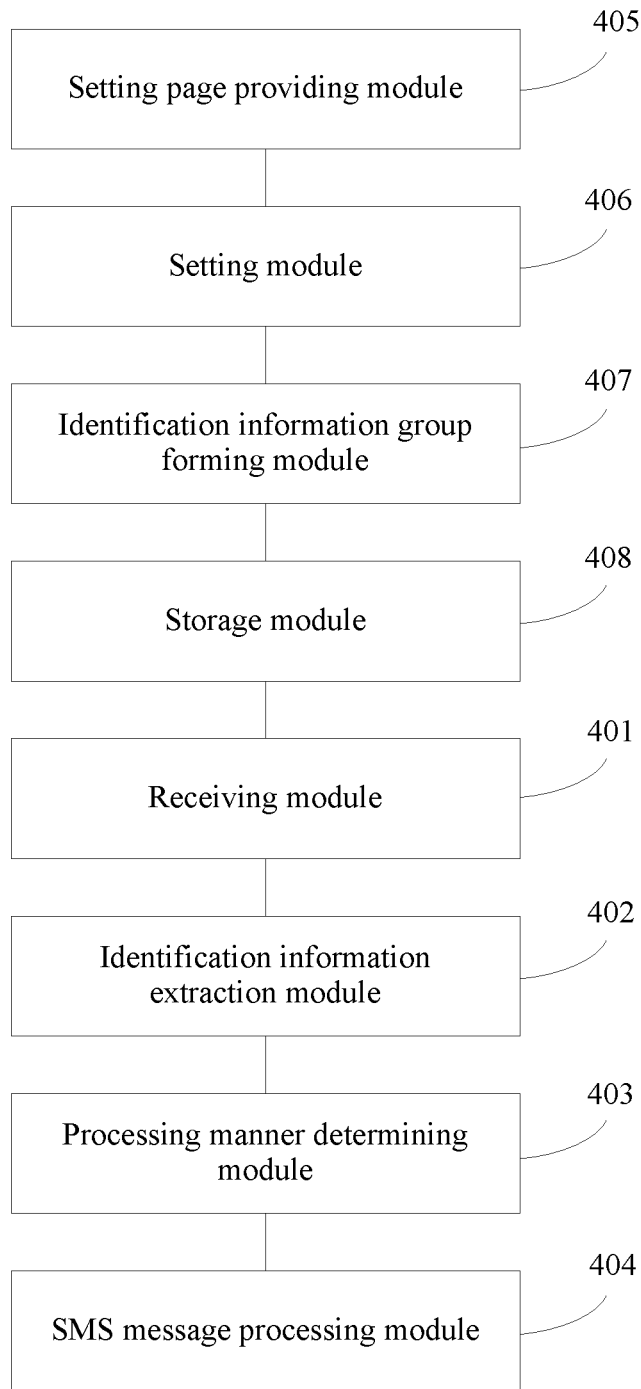 405
Setting page providing module
406
Setting module
407
Identification information group
forming module
408
Storage module
401
Receiving module
402
Identification information
extraction module
403
Processing manner determining
module
404
SMS message processing module